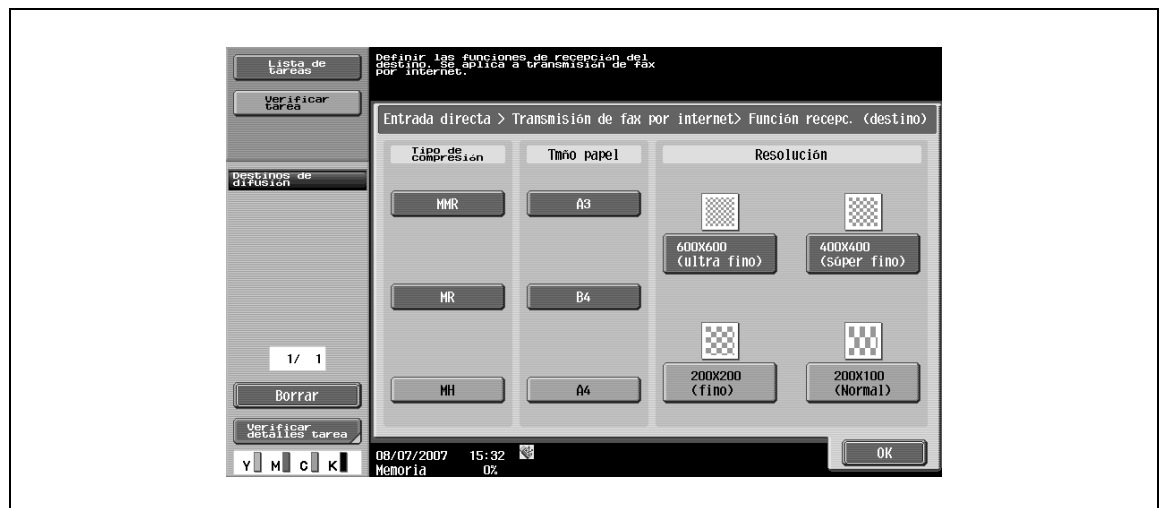 Lista de
tareas
Verificar
tarea
Destinos de
difusión
1/ 1
Borrar
Verificar
detalles tarea
Y M C K
Definir las funciones de recepción del
destino. Se aplica a transmisión de fax
por internet.
Entrada directa > Transmisión de fax por internet> Función recepc. (destino)
Tipo de
compresión
Tmño papel
Resolución
MMR
A3
600X600
(ultra fino)
400X400
(súper fino)
MR
B4
MH
A4
200X200
(fino)
200X100
(Normal)
08/07/2007 15:32
Memoria 0%
OK